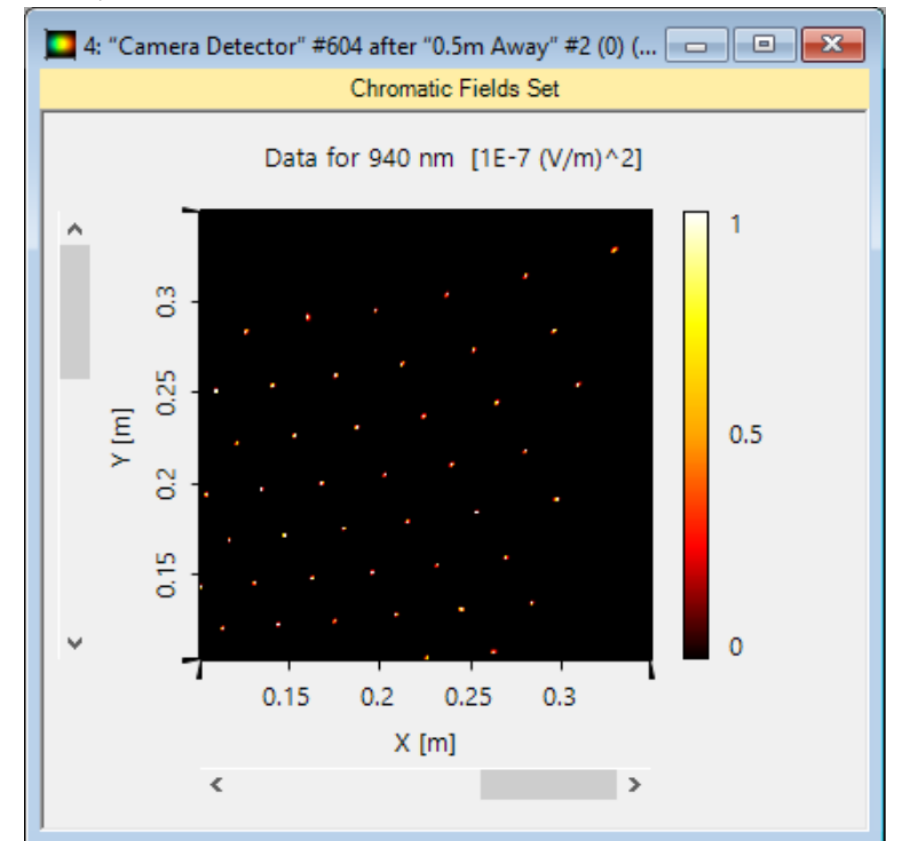 4: "Camera Detector" #604 after "0.5m Away" #2 (0) (...
Chromatic Fields Set
Data for 940 nm [1E-7 (V/m)^2]
1
0.5
0
0.3
0.25
0.2
0.15
Y [m]
0.15
0.2
0.25
0.3
X [m]